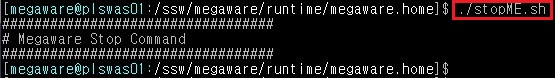 [megaware@plswas01:/ssw/megaware/runtime/megaware.home]$ ./stopME.sh
##################################
# Megaware Stop Command
##################################
[megaware@plswas01:/ssw/megaware/runtime/megaware.home]$